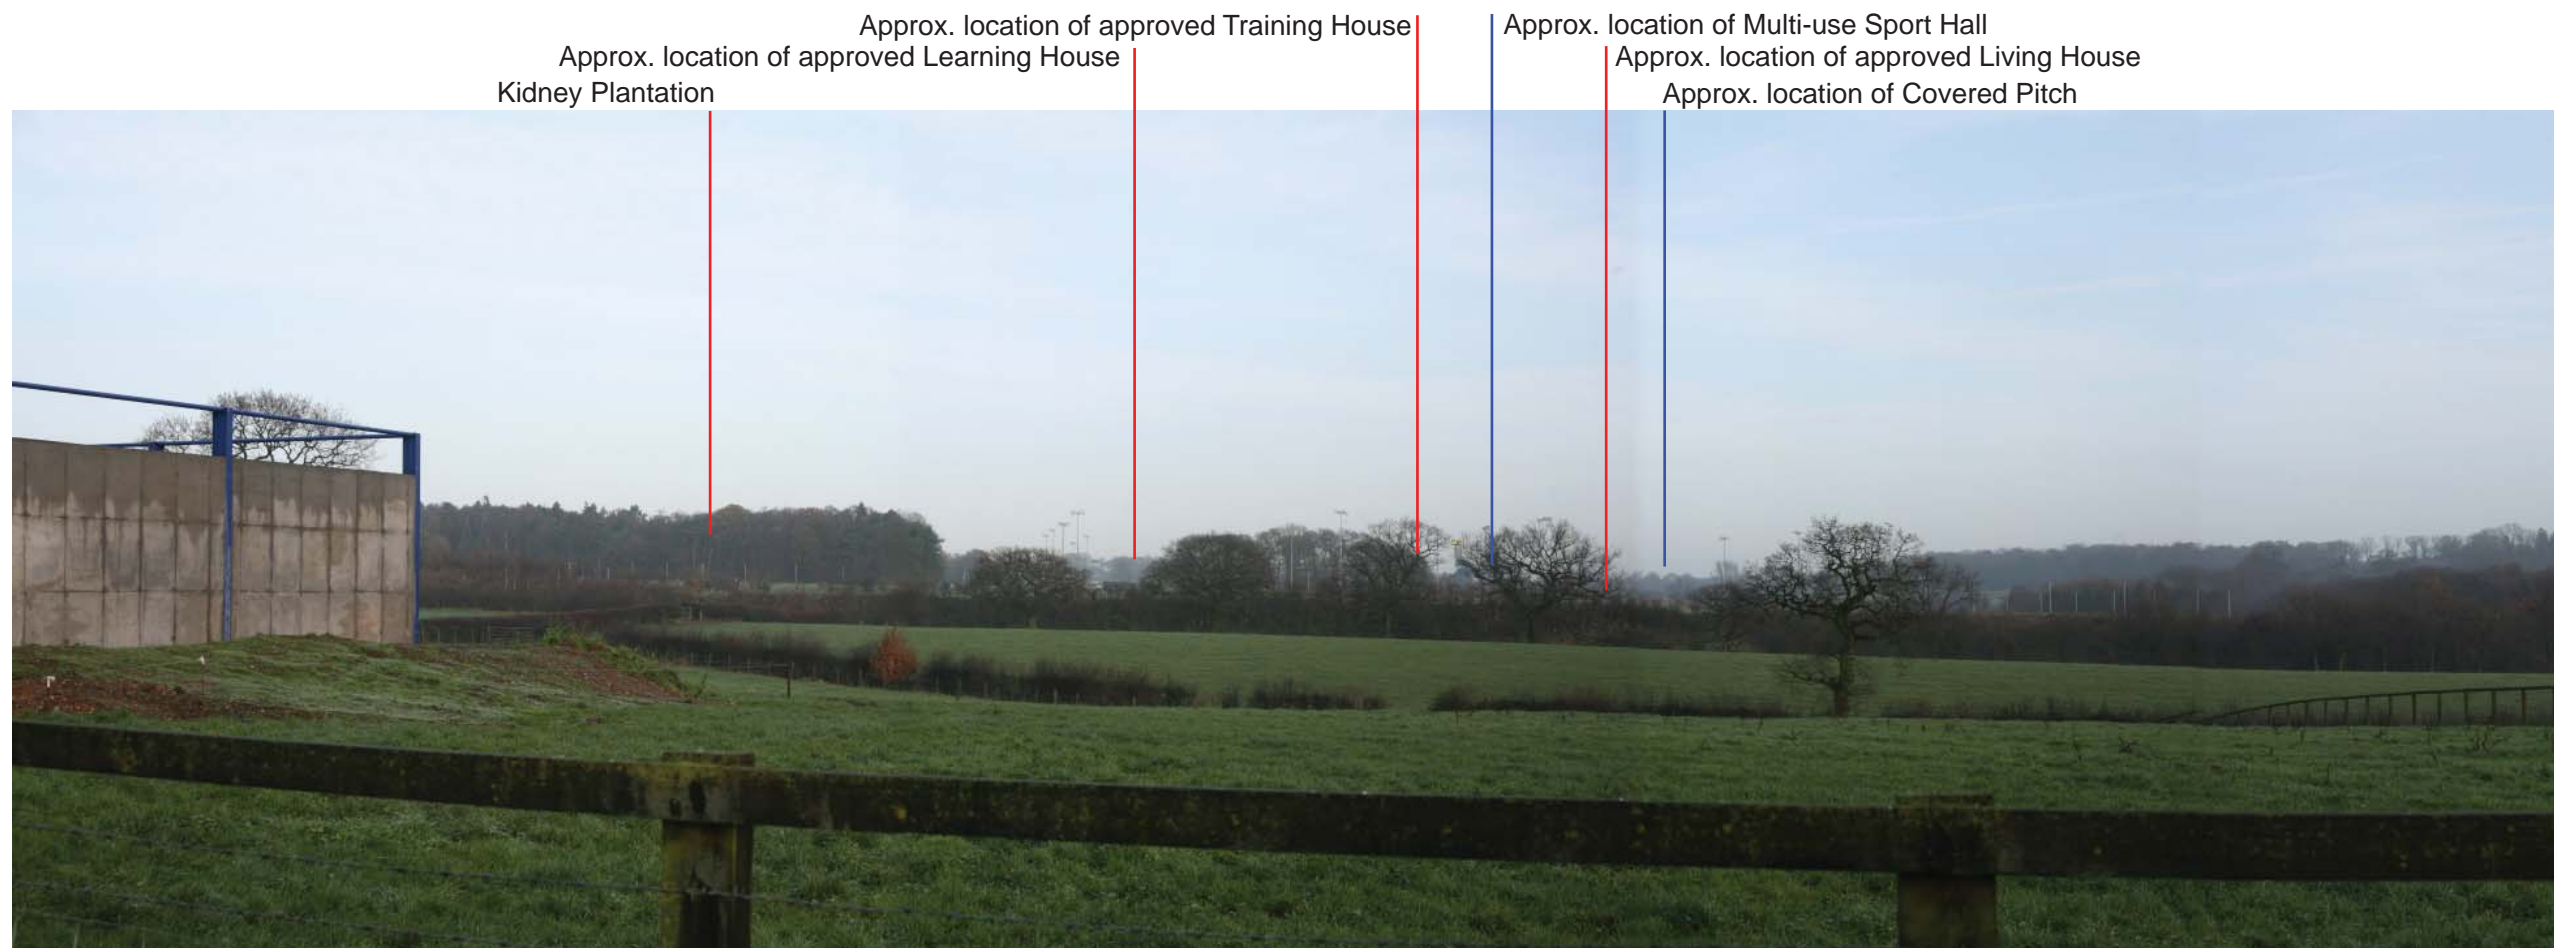 Approx. location of approved Training House
Approx. location of Multi-use Sport Hall
Approx. location of approved Learning House
Approx. location of approved Living House
Kidney Plantation
Approx. location of Covered Pitch